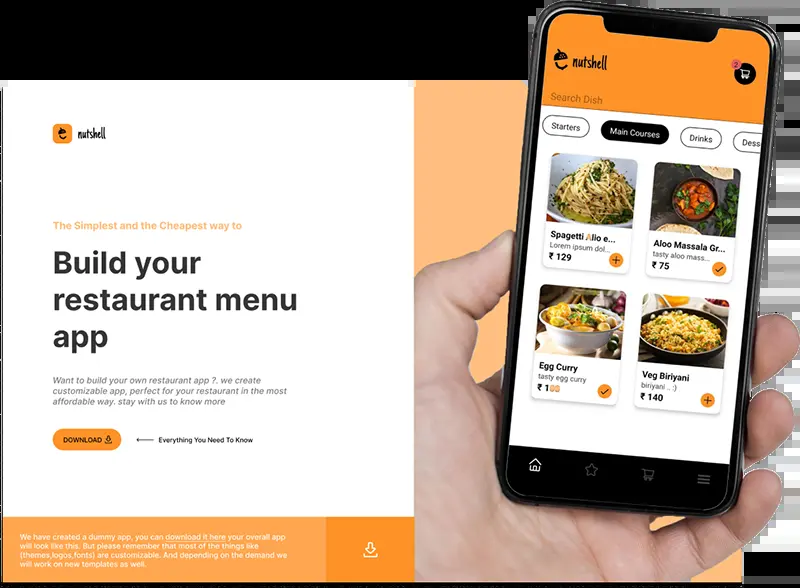 nutshell
The Simplest and the Cheapest way to
Build your
restaurant menu
app
Want to build your own restaurant app ?. we create
customizable app, perfect for your restaurant in the most
affordable way. stay with us to know more
DOWNLOAD
Everything You Need To Know
We have created a dummy app, you can download it here your overall app
will look like this. But please remember that most of the things like
(themes,logos,fonts) are customizable. And depending on the demand we
will work on new templates as well.
nutshell
2
Search Dish
Starters
Main Courses
Drinks
Dess
Spagetti Alio e...
Lorem ipsum dol...
₹ 129
Aloo Massala Gr...
tasty aloo mass...
₹ 75
Egg Curry
tasty egg curry
₹ 1
Veg Biriyani
biriyani .. :)
₹ 140